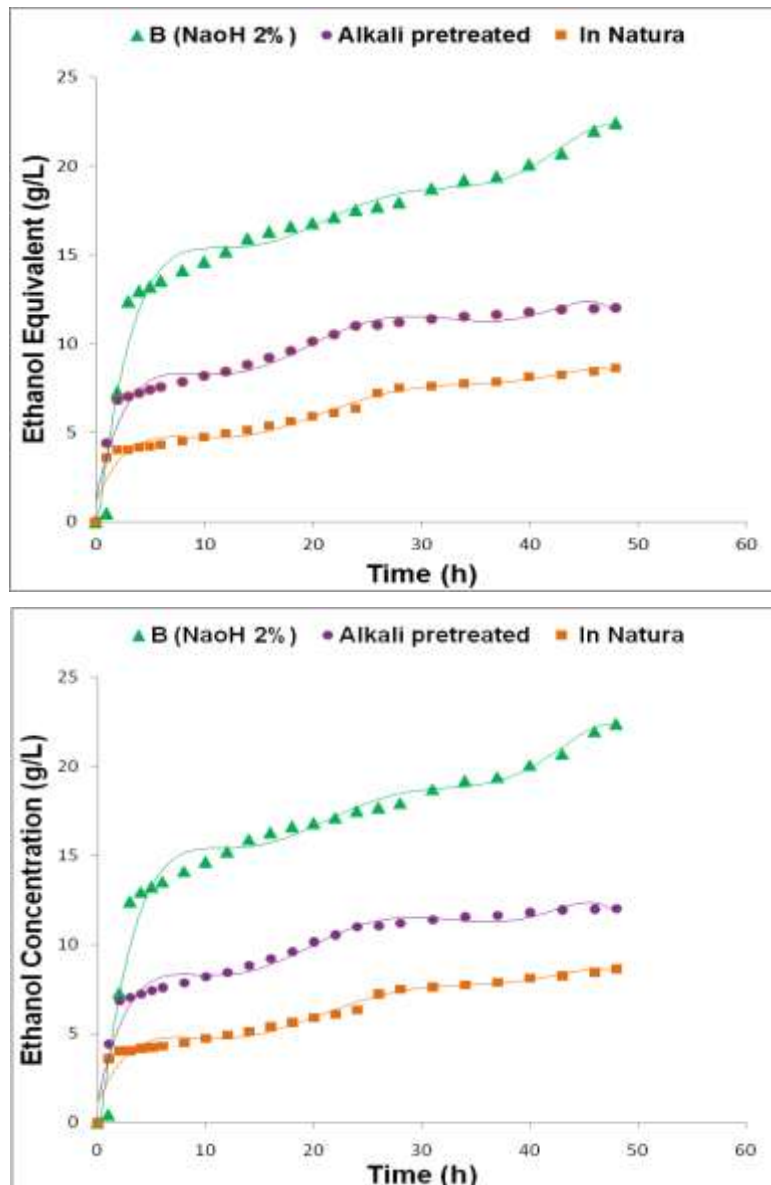 B (NaoH 2%) Alkali pretreated In Natura
25
20
15
10
5
0
Ethanol Equivalent (g/L)
0 10 20 30 40 50 60
Time (h)
B (NaoH 2%) Alkali pretreated In Natura
25
20
15
10
5
0
Ethanol Concentration (g/L)
0 10 20 30 40 50 60
Time (h)